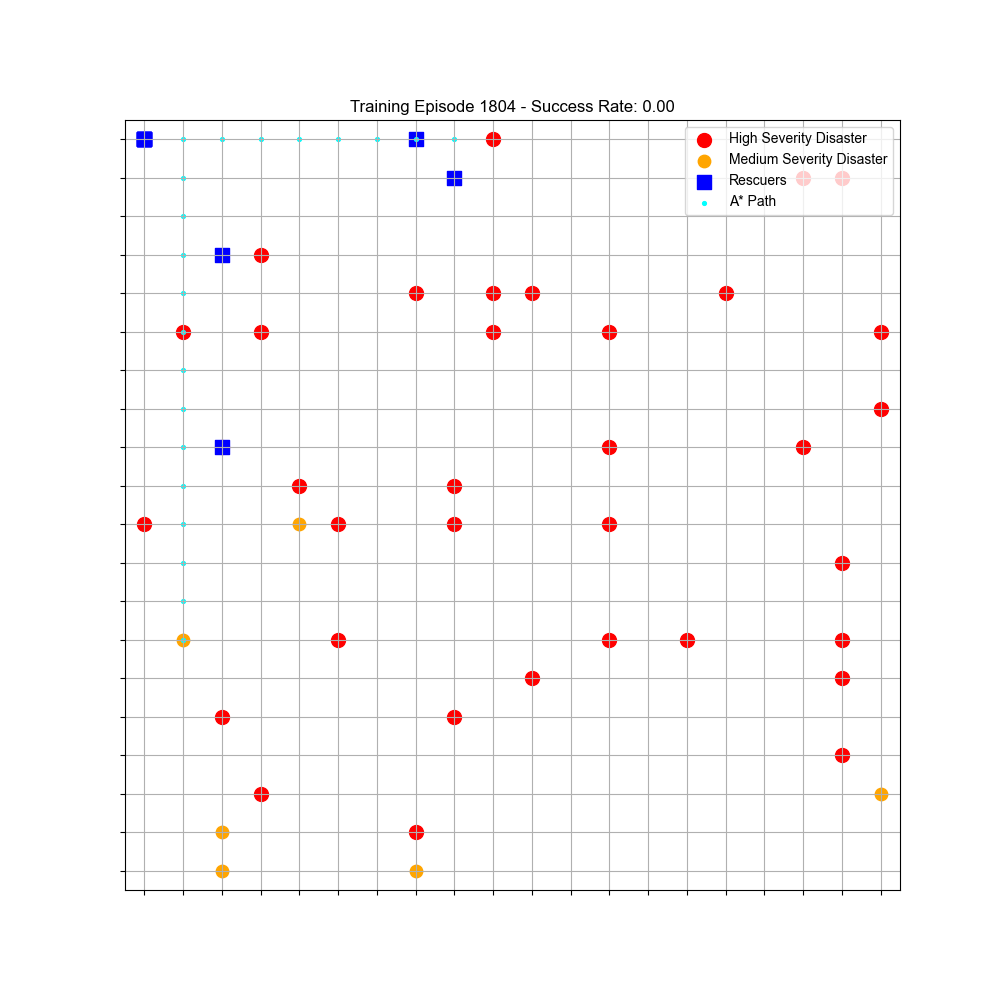 Training Episode 1804 - Success Rate: 0.00
High Severity Disaster
Medium Severity Disaster
Rescuers
A* Path